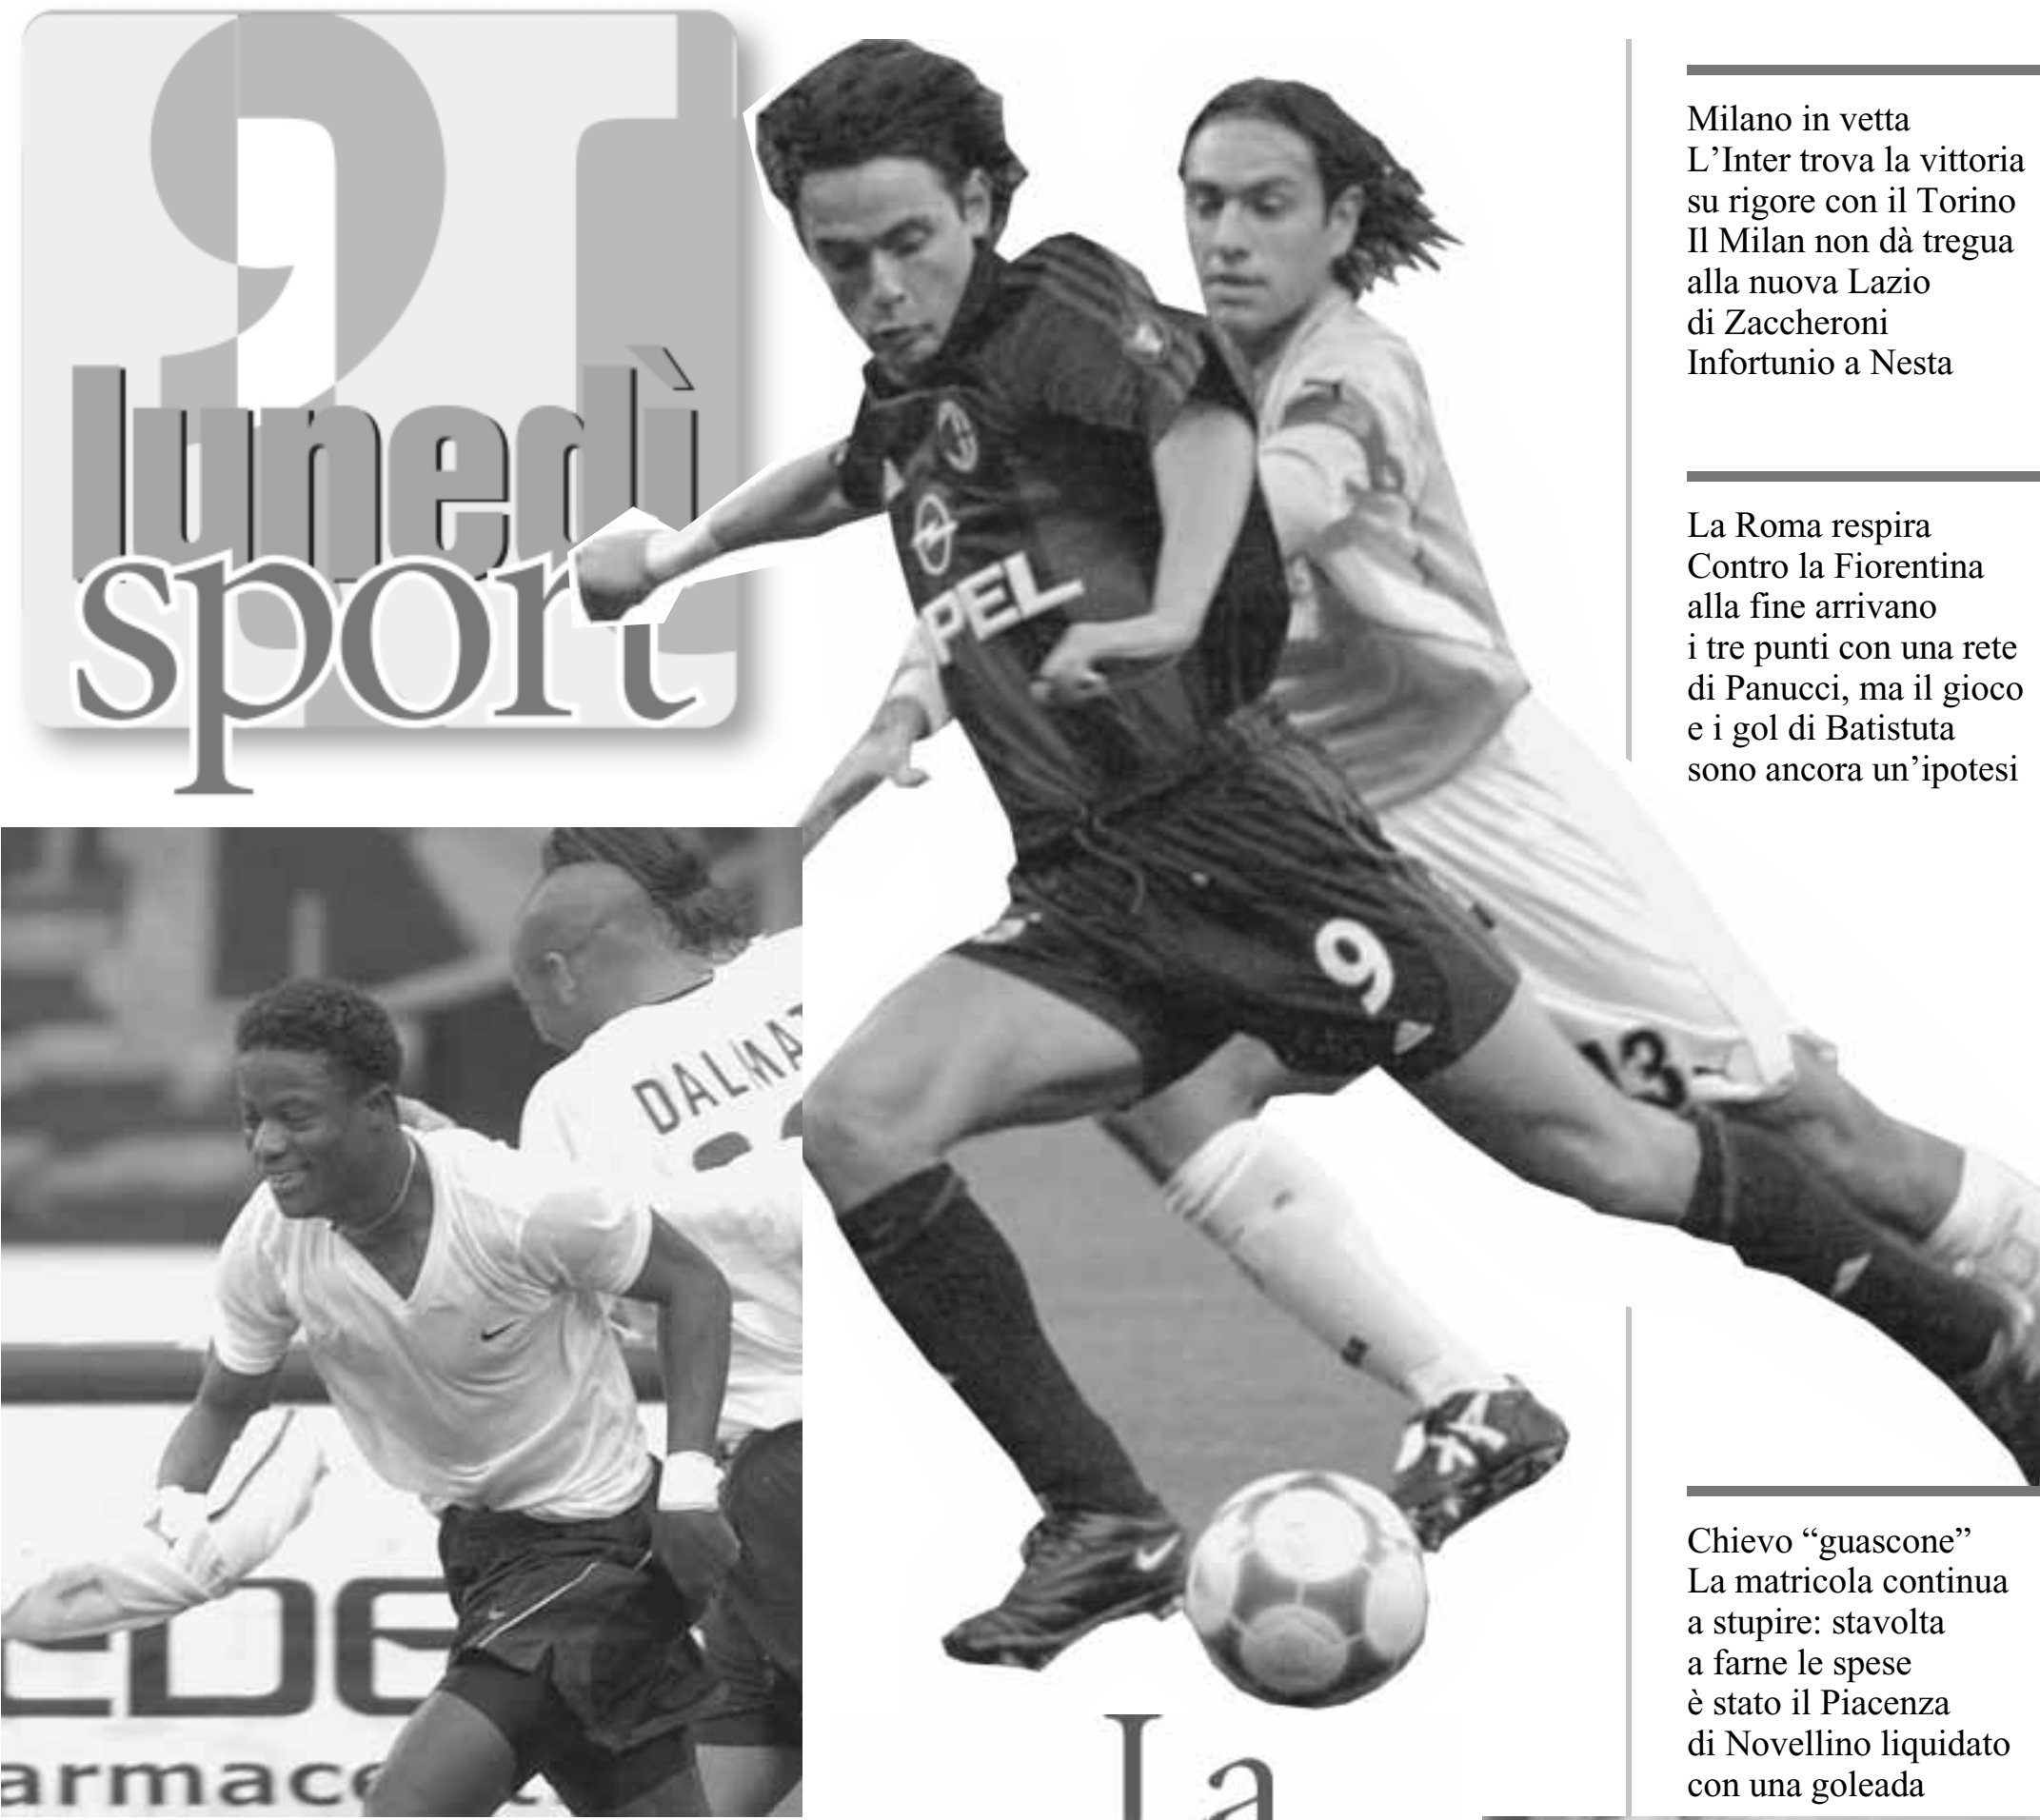 lunedì
sport
Milano in vetta
L’Inter trova la vittoria
su rigore con il Torino
Il Milan non dà tregua
alla nuova Lazio
di Zaccheroni
Infortunio a Nesta
La Roma respira
Contro la Fiorentina
alla fine arrivano
i tre punti con una rete
di Panucci, ma il gioco
e i gol di Batistuta
sono ancora un’ipotesi
PEL
9
13
DALMA
Chievo “guascone”
La matricola continua
a stupire: stavolta
a farne le spese
è stato il Piacenza
di Novellino liquidato
con una goleada
La